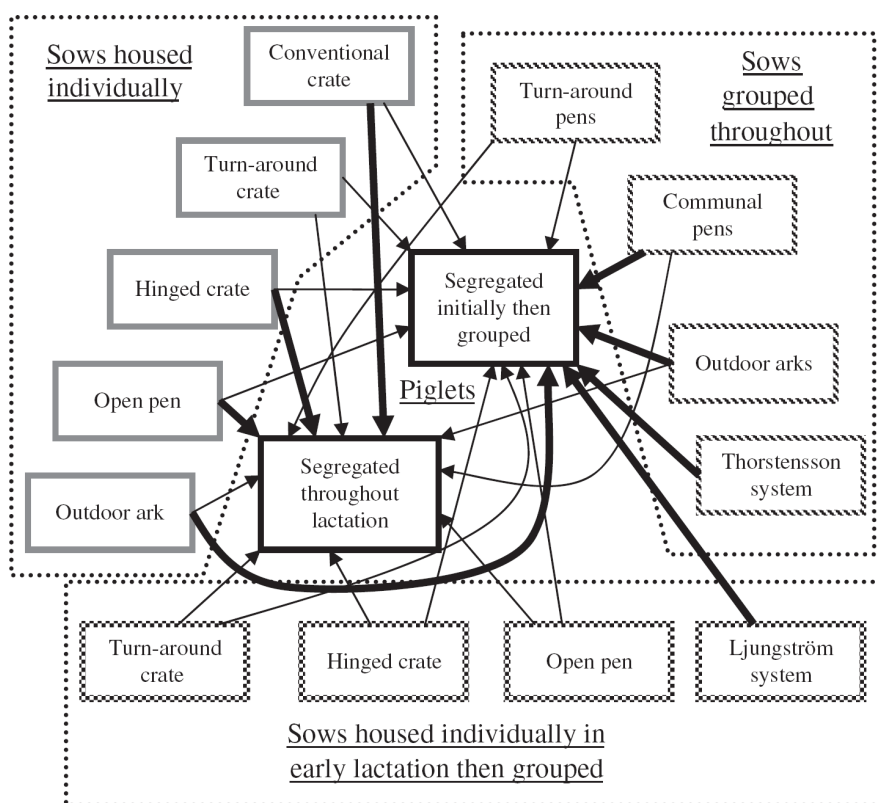 Sows housed
individually
Conventional
crate
Turn-around
crate
Hinged crate
Open pen
Outdoor ark
Sows
grouped
throughout
Turn-around
pens
Communal
pens
Outdoor arks
Thorstensson
system
Segregated
initially then
grouped
Piglets
Segregated
throughout
lactation
Turn-around
crate
Hinged crate
Open pen
Ljungström
system
Sows housed individually in
early lactation then grouped